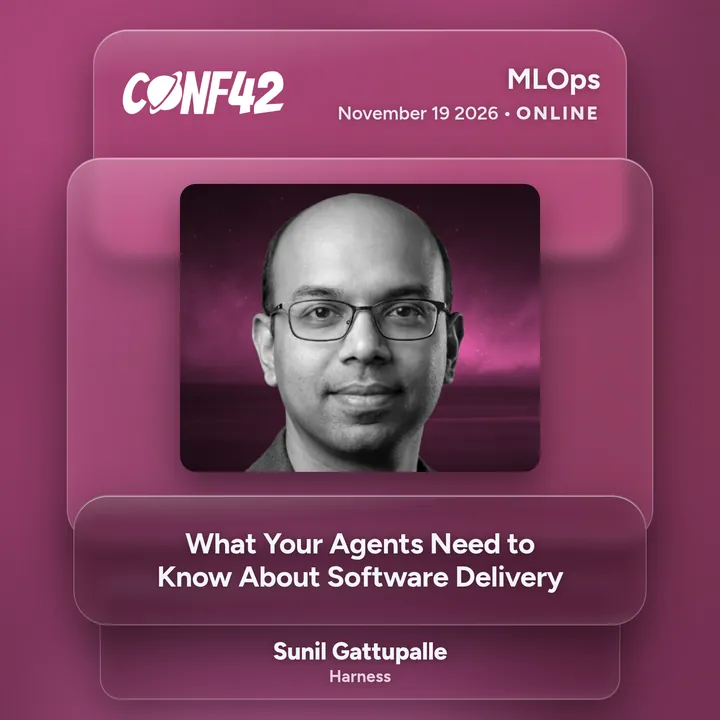 CONF42
MLOps
November 19 2026 • ONLINE
What Your Agents Need to
Know About Software Delivery
Sunil Gattupalle
Harness